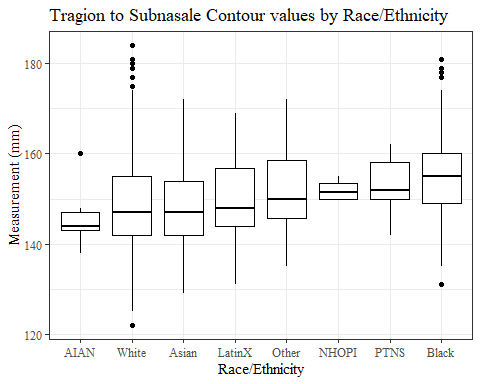 Tragion to Subnasale Contour values by Race/Ethnicity
Measurement (mm)
180
160
140
120
AIAN White Asian LatinX Other NHOPI PTNS Black
Race/Ethnicity